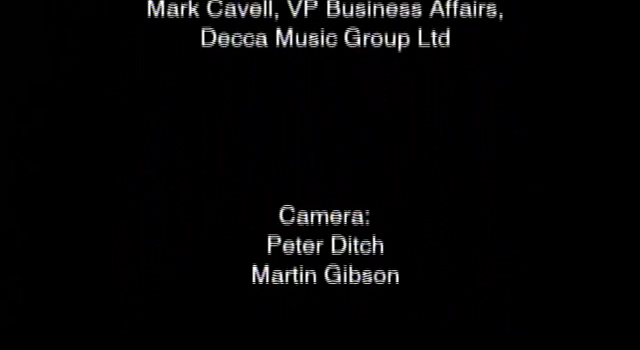 Mark Cavell, VP Business Affairs,
Decca Music Group Ltd
Camera:
Peter Ditch
Martin Gibson